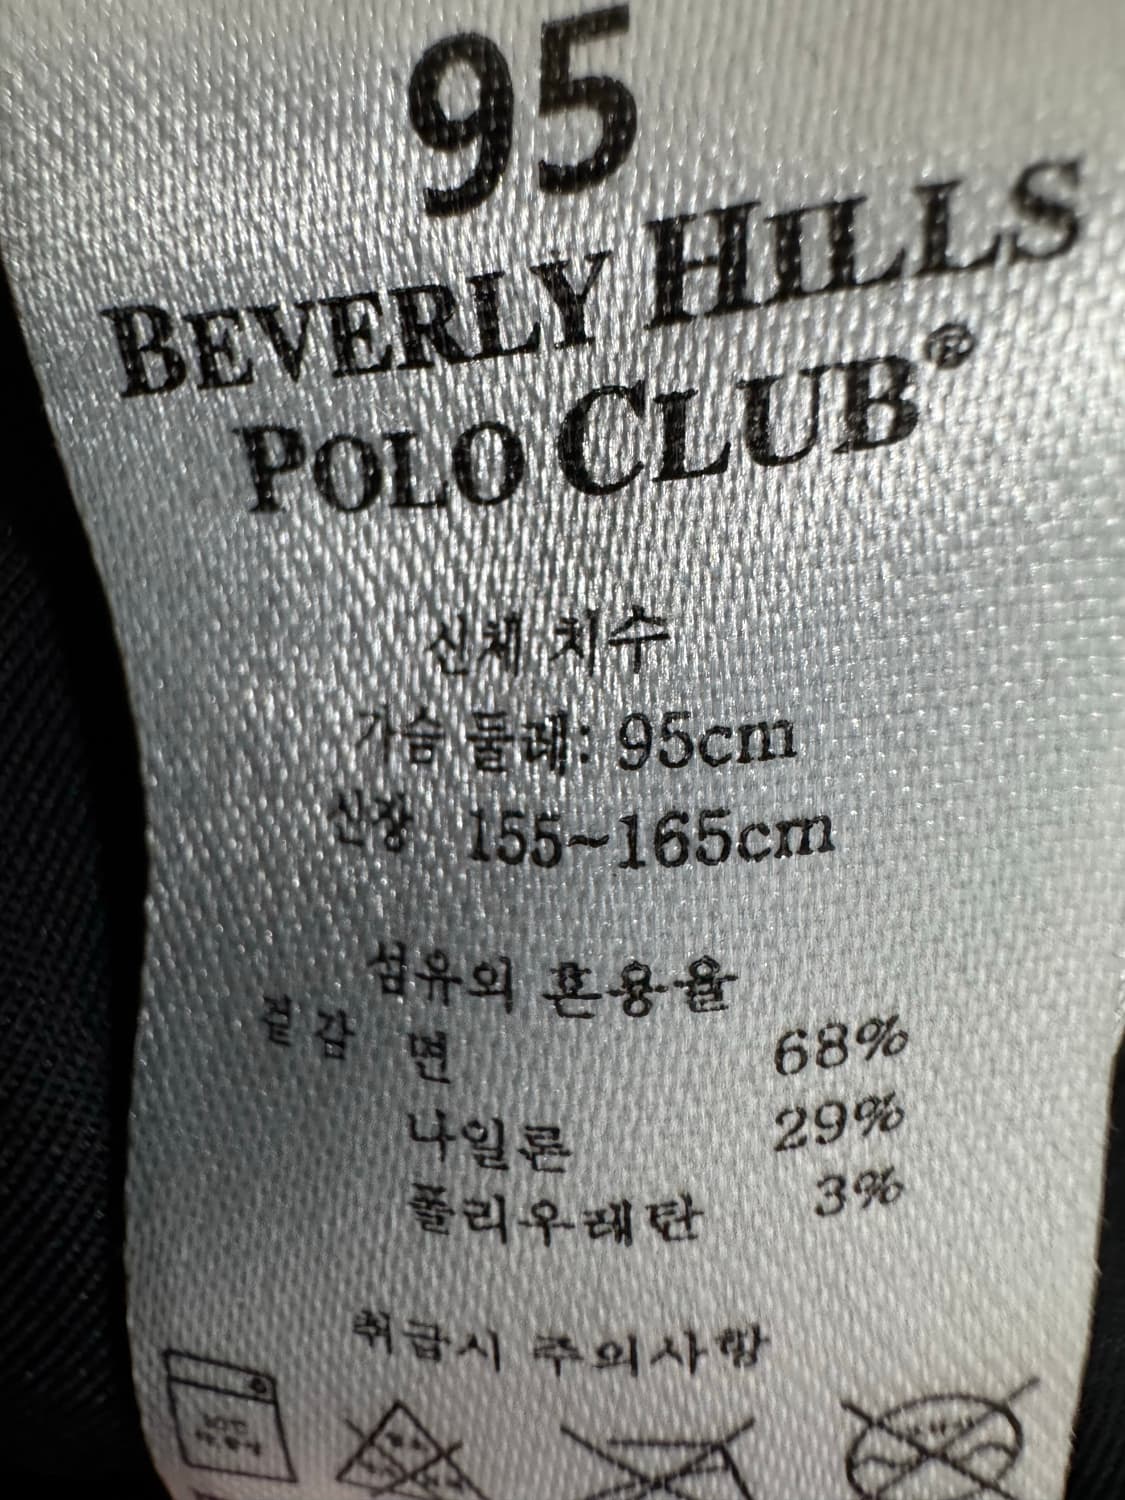 95
BEVERLY HILLS
POLO CLUB®
신체 치수
가슴 둘레: 95cm
신장 155~165cm
섬유의 혼용율
겉감 면 68%
나일론 29%
폴리우레탄 3%
취급시 주의사항